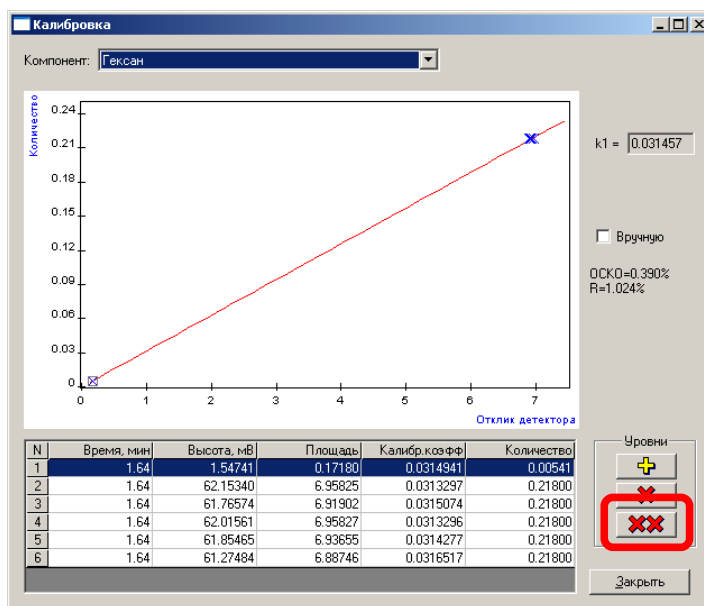 Калибровка
Компонент: Гексан
Количество
0.24
0.21
0.18
0.15
0.12
0.09
0.06
0.03
0
0 1 2 3 4 5 6 7
Отклик детектора
k1 = 0.031457
Вручную
ОСКО=0.390%
R=1.024%
N Время, мин Высота, мВ Площадь Калибр.коэфф Количество
1 1.64 1.54741 0.17180 0.0314941 0.00541
2 1.64 62.15340 6.95825 0.0313297 0.21800
3 1.64 61.76574 6.91902 0.0315074 0.21800
4 1.64 62.01561 6.95827 0.0313296 0.21800
5 1.64 61.85465 6.93655 0.0314277 0.21800
6 1.64 61.27484 6.88746 0.0316517 0.21800
Уровни
Закрыть